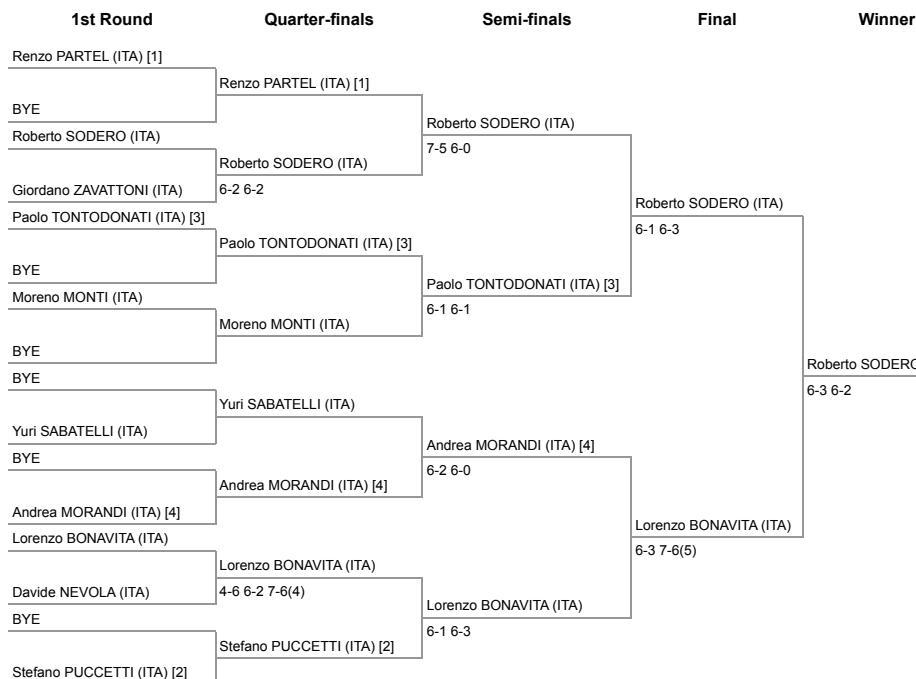 1st Round Quarter-finals Semi-finals Final Winner
Renzo PARTEL (ITA) [1]
Renzo PARTEL (ITA) [1]
BYE
Roberto SODERO (ITA)
Roberto SODERO (ITA)
7-5 6-0
Roberto SODERO (ITA)
Giordano ZAVATTONI (ITA)
6-2 6-2
Roberto SODERO (ITA)
Paolo TONTODONATI (ITA) [3]
6-1 6-3
Paolo TONTODONATI (ITA) [3]
BYE
Paolo TONTODONATI (ITA) [3]
Moreno MONTI (ITA)
6-1 6-1
Moreno MONTI (ITA)
BYE
Roberto SODERO
BYE
6-3 6-2
Yuri SABATELLI (ITA)
Yuri SABATELLI (ITA)
Andrea MORANDI (ITA) [4]
BYE
6-2 6-0
Andrea MORANDI (ITA) [4]
Andrea MORANDI (ITA) [4]
Lorenzo BONAVITA (ITA)
Lorenzo BONAVITA (ITA)
6-3 7-6(5)
Lorenzo BONAVITA (ITA)
Davide NEVOLA (ITA)
4-6 6-2 7-6(4)
Lorenzo BONAVITA (ITA)
BYE
6-1 6-3
Stefano PUCCETTI (ITA) [2]
Stefano PUCCETTI (ITA) [2]